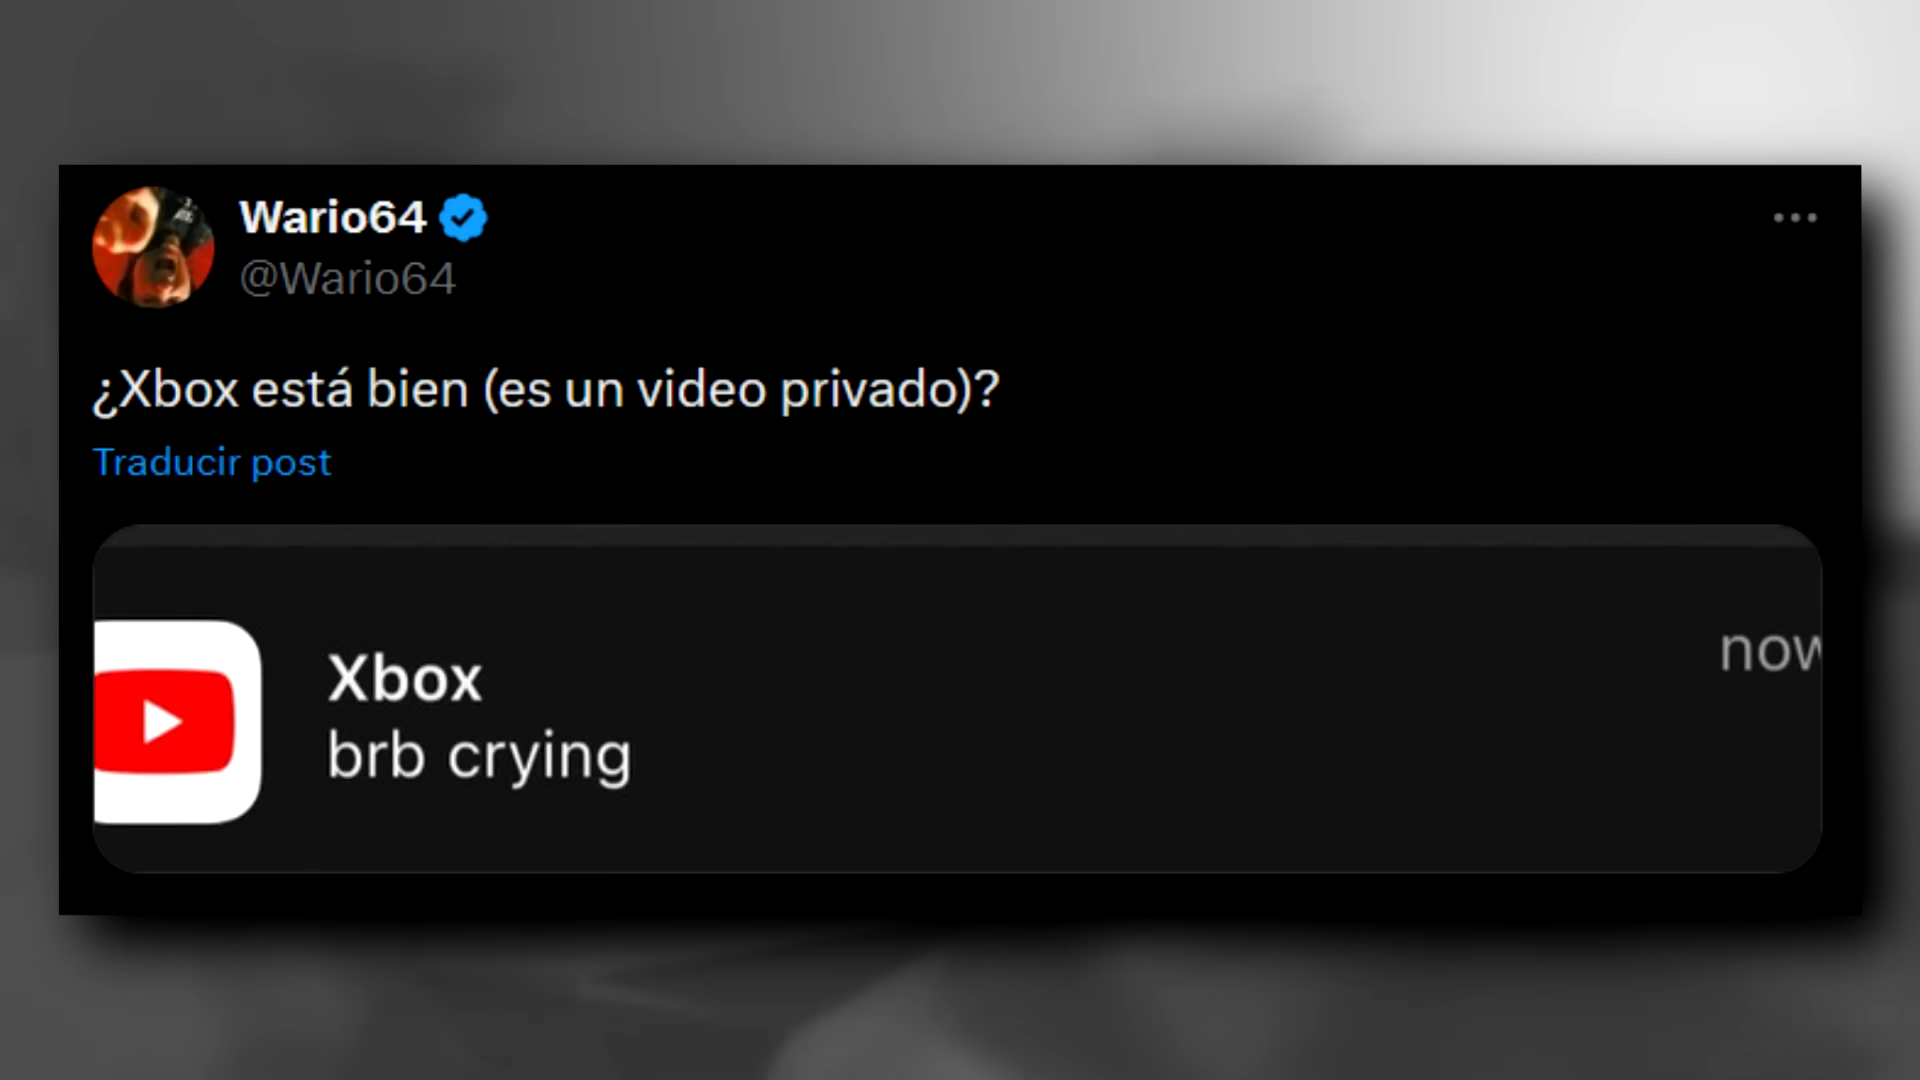 Wario64
@Wario64
¿Xbox está bien (es un video privado)?
Traducir post
Xbox
now
brb crying